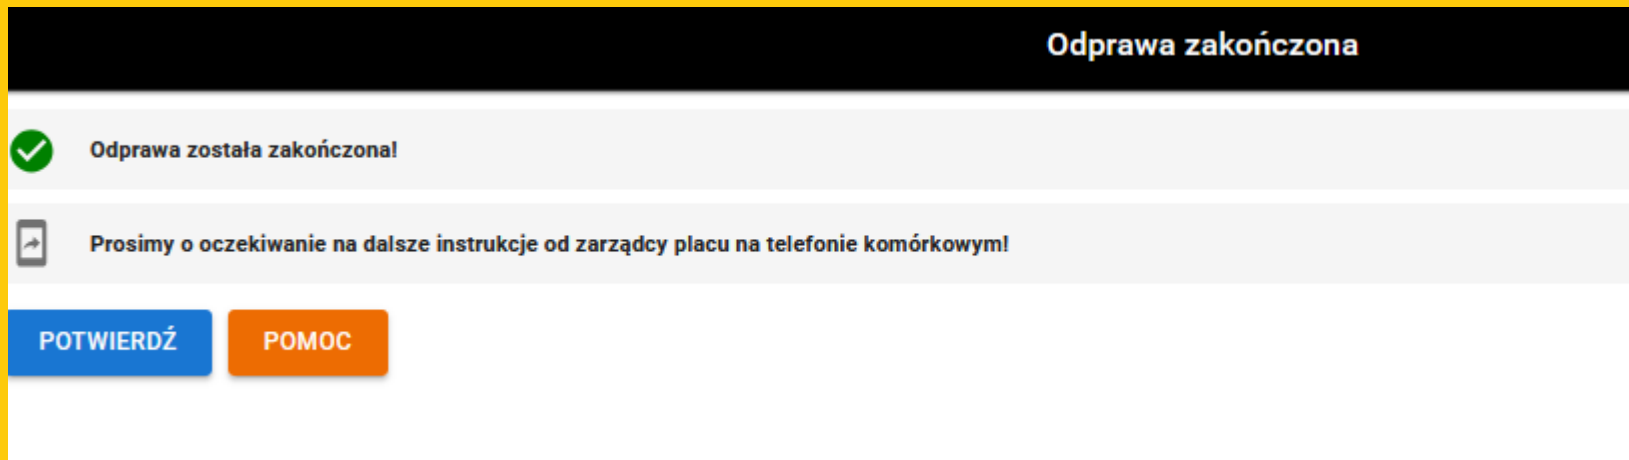 Odprawa zakończona
Odprawa została zakończona!
Prosimy o oczekiwanie na dalsze instrukcje od zarządcy placu na telefonie komórkowym!
POTWIERDŹ POMOC